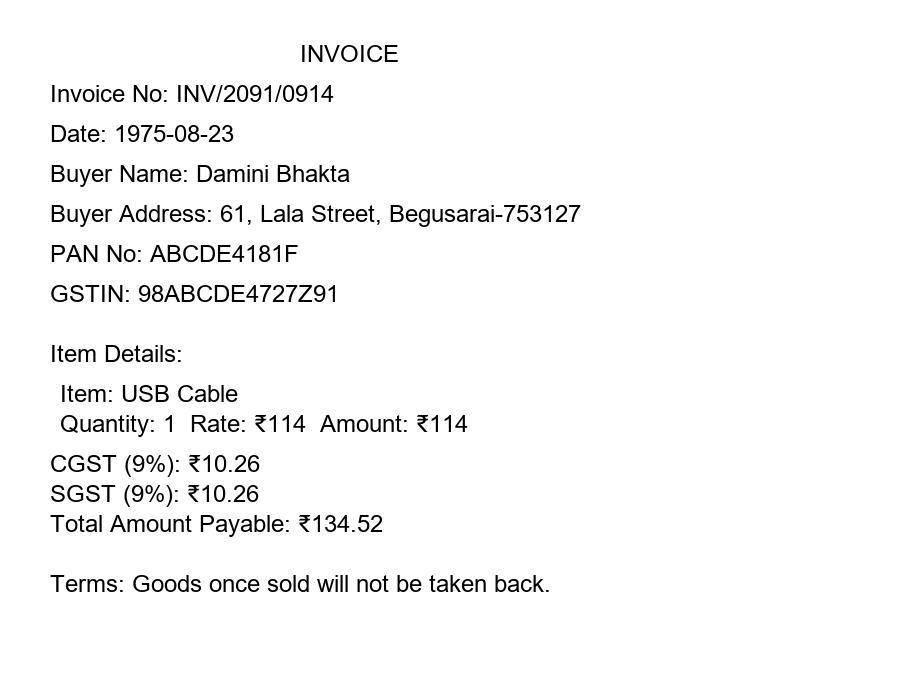 INVOICE
Invoice No: INV/2091/0914
Date: 1975-08-23
Buyer Name: Damini Bhakta
Buyer Address: 61, Lala Street, Begusarai-753127
PAN No: ABCDE4181F
GSTIN: 98ABCDE4727Z91
Item Details:
Item: USB Cable
Quantity: 1  Rate: ₹114  Amount: ₹114
CGST (9%): ₹10.26
SGST (9%): ₹10.26
Total Amount Payable: ₹134.52
Terms: Goods once sold will not be taken back.